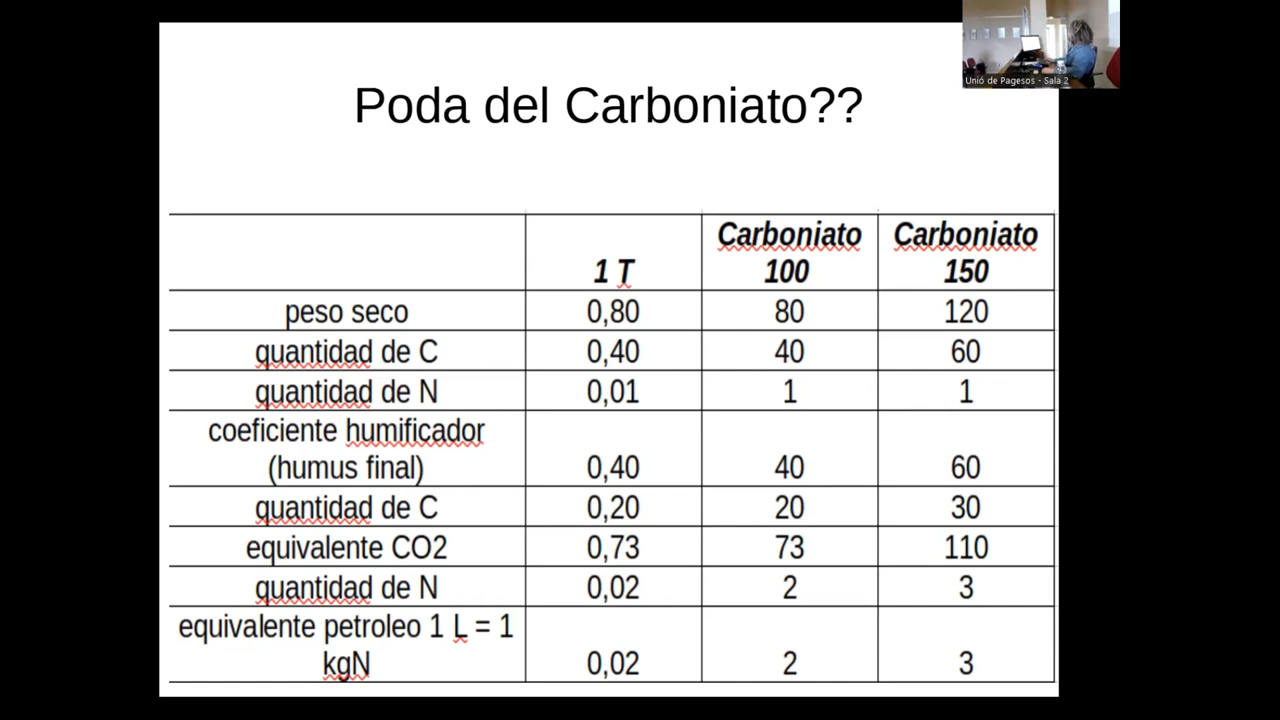 Unió de Pagesos - Sala 2
Poda del Carboniato??
1 T Carboniato 100 Carboniato 150
peso seco 0,80 80 120
quantidad de C 0,40 40 60
quantidad de N 0,01 1 1
coeficiente humificador (humus final) 0,40 40 60
quantidad de C 0,20 20 30
equivalente CO2 0,73 73 110
quantidad de N 0,02 2 3
equivalente petroleo 1 L = 1 kgN 0,02 2 3